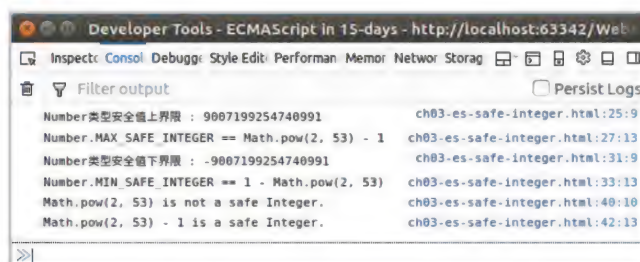 Developer Tools - ECMAScript in 15-days - http://localhost:63342/Web
Inspect Consol Debugg Style Edit Performan Memor Networ Storag
Filter output Persist Logs
Number类型安全值上界限 : 9007199254740991 ch03-es-safe-integer.html:25:9
Number.MAX_SAFE_INTEGER == Math.pow(2, 53) - 1 ch03-es-safe-integer.html:27:13
Number类型安全值下界限 : -9007199254740991 ch03-es-safe-integer.html:31:9
Number.MIN_SAFE_INTEGER == 1 - Math.pow(2, 53) ch03-es-safe-integer.html:33:13
Math.pow(2, 53) is not a safe Integer. ch03-es-safe-integer.html:40:10
Math.pow(2, 53) - 1 is a safe Integer. ch03-es-safe-integer.html:42:13